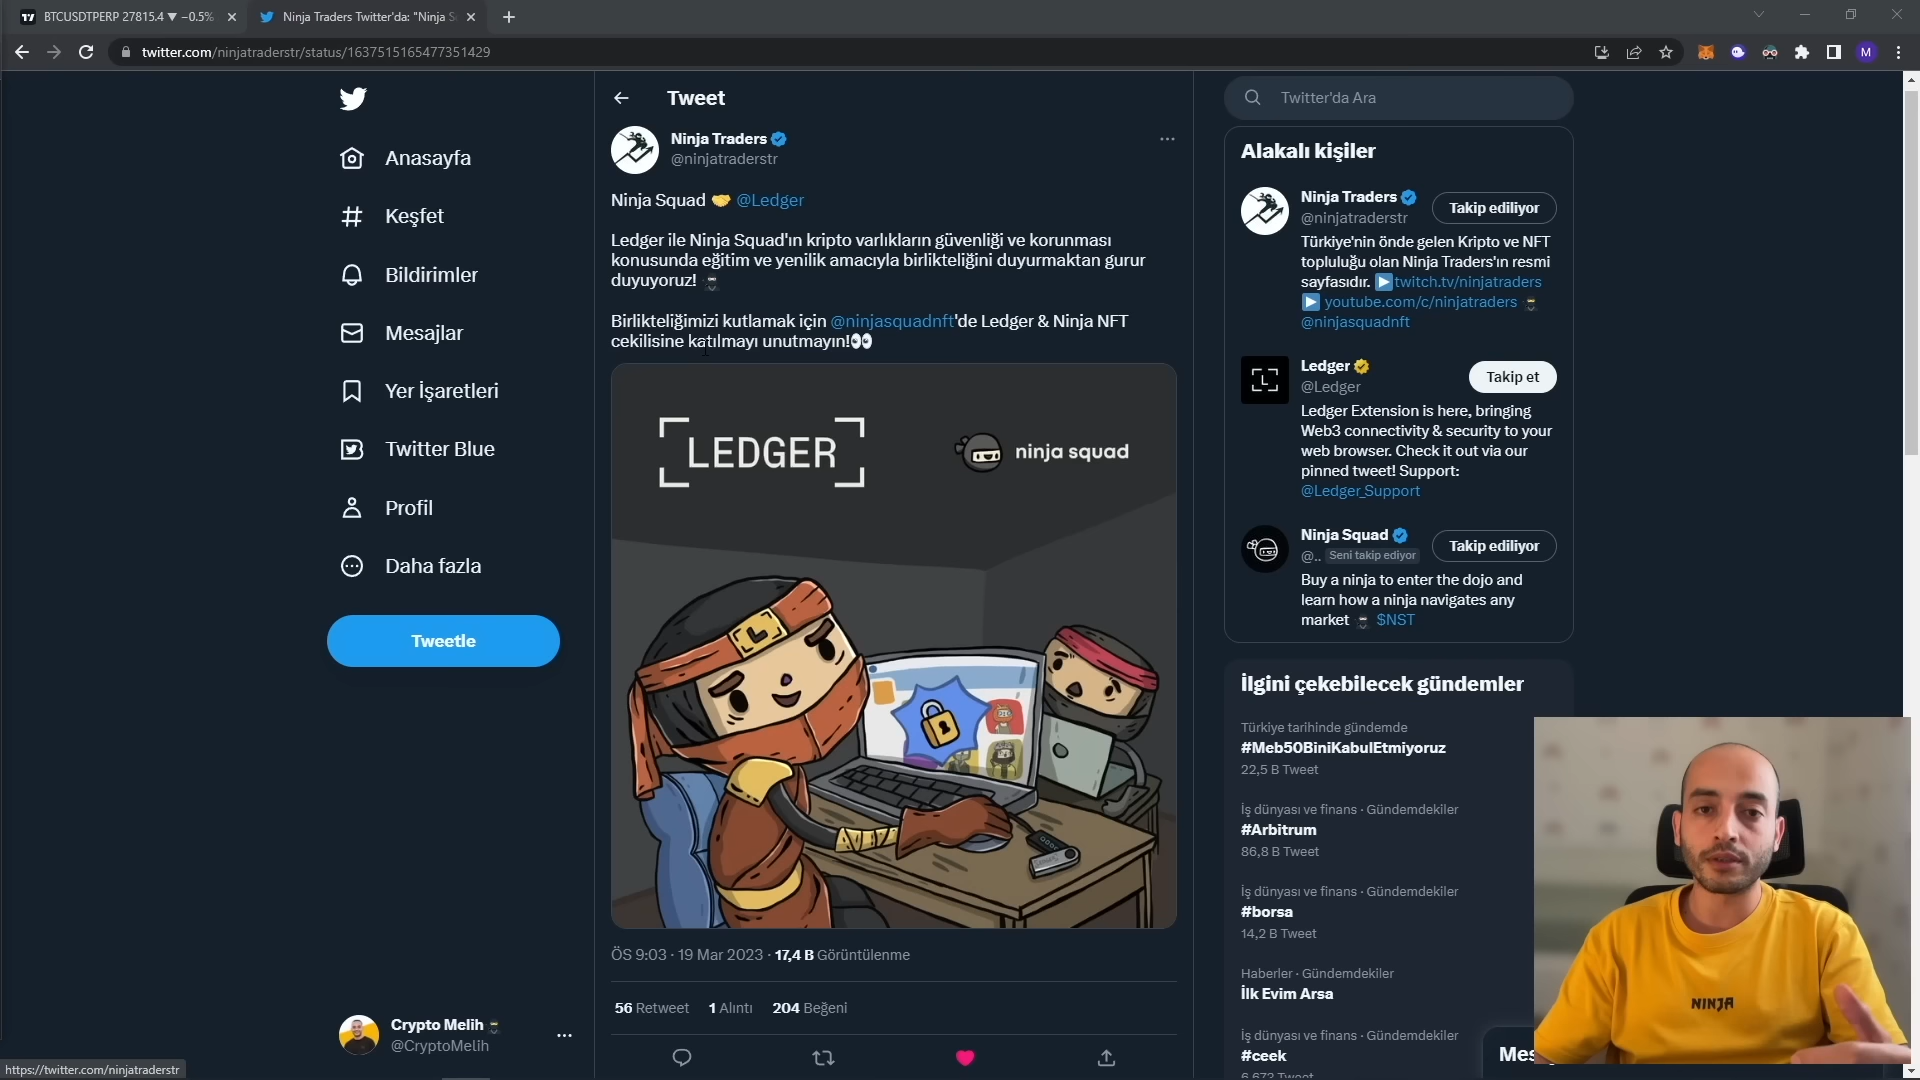 BTCUSDTPERP 27815.4 ▼ −0.5%
Ninja Traders Twitter'da: "Ninja S
twitter.com/ninjatraderstr/status/1637515165477351429
M
Anasayfa
Keşfet
Bildirimler
Mesajlar
Yer İşaretleri
Twitter Blue
Profil
Daha fazla
Tweetle
Crypto Melih
@CryptoMelih
https://twitter.com/ninjatraderstr
Tweet
Ninja Traders
@ninjatraderstr
Ninja Squad 🤝 @Ledger
Ledger ile Ninja Squad'ın kripto varlıkların güvenliği ve korunması
konusunda eğitim ve yenilik amacıyla birlikteliğini duyurmaktan gurur
duyuyoruz! 🥷
Birlikteliğimizi kutlamak için @ninjasquadnft'de Ledger & Ninja NFT
cekilisine katılmayı unutmayın!👀
LEDGER
ninja squad
L
LEDGER
ÖS 9:03 · 19 Mar 2023 · 17,4 B Görüntülenme
56 Retweet 1 Alıntı 204 Beğeni
Twitter'da Ara
Alakalı kişiler
Ninja Traders
Takip ediliyor
@ninjatraderstr
Türkiye'nin önde gelen Kripto ve NFT
topluluğu olan Ninja Traders'ın resmi
sayfasıdır. ▶️twitch.tv/ninjatraders
▶️ youtube.com/c/ninjatraders 🥷
@ninjasquadnft
L
Ledger
Takip et
@Ledger
Ledger Extension is here, bringing
Web3 connectivity & security to your
web browser. Check it out via our
pinned tweet! Support:
@Ledger_Support
Ninja Squad
Takip ediliyor
@.. Seni takip ediyor
Buy a ninja to enter the dojo and
learn how a ninja navigates any
market 🥷 $NST
İlgini çekebilecek gündemler
Türkiye tarihinde gündemde
#Meb50BiniKabulEtmiyoruz
22,5 B Tweet
İş dünyası ve finans · Gündemdekiler
#Arbitrum
86,8 B Tweet
İş dünyası ve finans · Gündemdekiler
#borsa
14,2 B Tweet
Haberler · Gündemdekiler
İlk Evim Arsa
İş dünyası ve finans · Gündemdekiler
#ceek
6.672 Tweet
Mes
NINJA